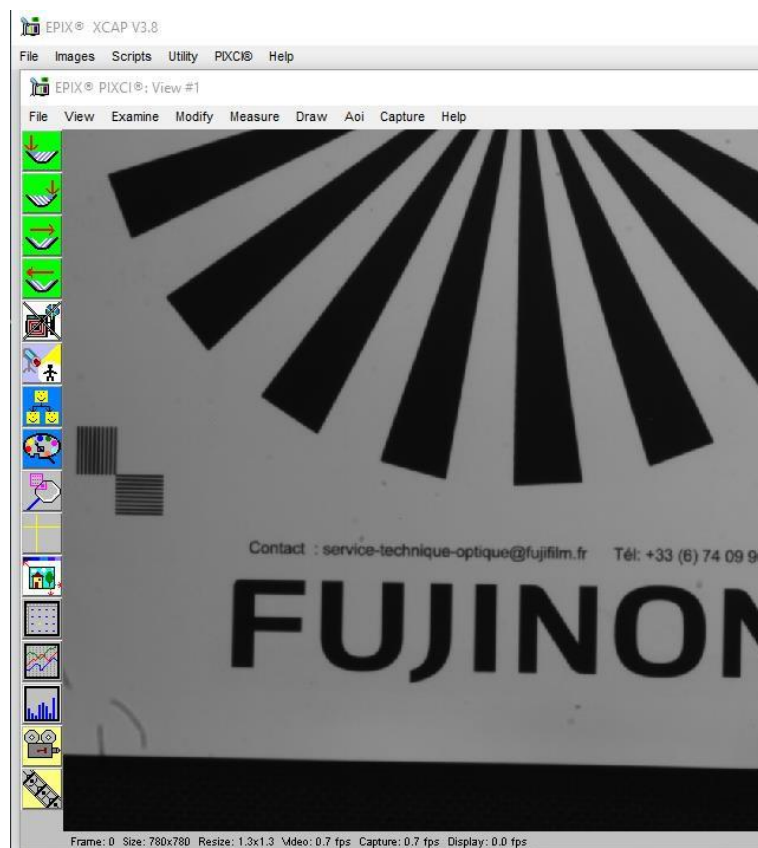 EPIX® XCAP V3.8
File Images Scripts Utility PIXCI® Help
EPIX® PIXCI®: View #1
File View Examine Modify Measure Draw Aoi Capture Help
Contact : service-technique-optique@fujifilm.fr Tél: +33 (6) 74 09 9
FUJINON
Frame: 0 Size: 780x780 Resize: 1.3x1.3 Video: 0.7 fps Capture: 0.7 fps Display: 0.0 fps